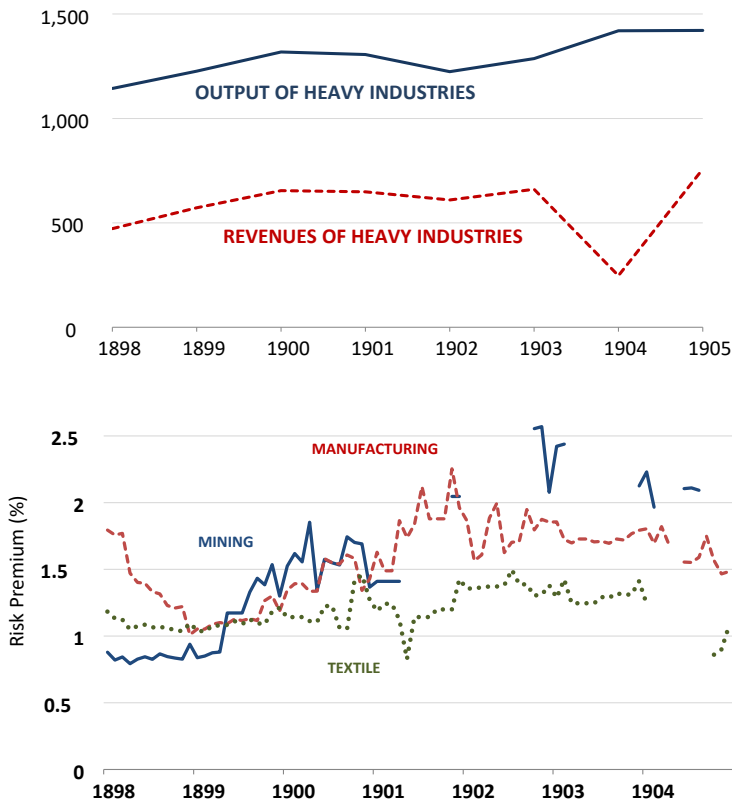 1,500
OUTPUT OF HEAVY INDUSTRIES
1,000
500
REVENUES OF HEAVY INDUSTRIES
0
1898 1899 1900 1901 1902 1903 1904 1905
2.5
MANUFACTURING
2
MINING
1.5
Risk Premium (%)
1
TEXTILE
0.5
0
1898 1899 1900 1901 1902 1903 1904